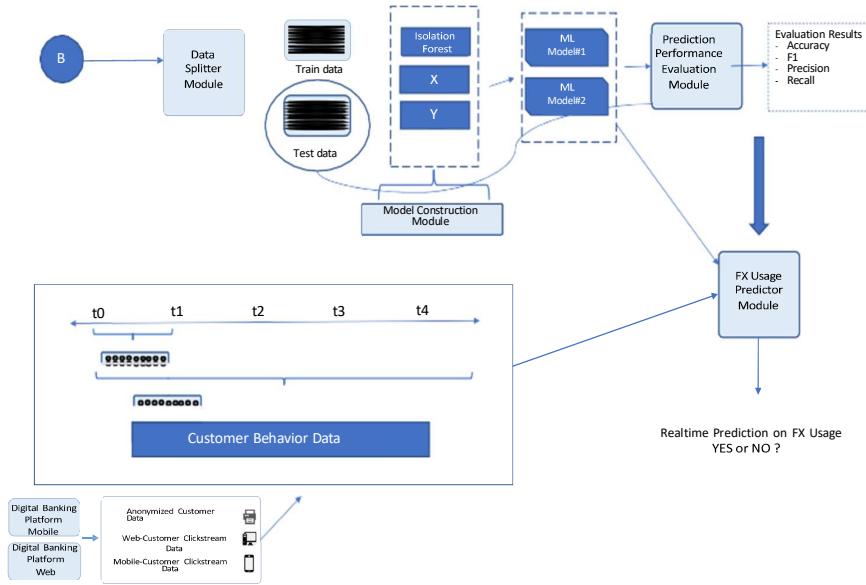 B
Data
Splitter
Module
Train data
Test data
Isolation
Forest
X
Y
Model Construction
Module
ML
Model#1
ML
Model#2
Prediction
Performance
Evaluation
Module
Evaluation Results
- Accuracy
- F1
- Precision
- Recall
FX Usage
Predictor
Module
Realtime Prediction on FX Usage
YES or NO ?
t0 t1 t2 t3 t4
Customer Behavior Data
Digital Banking
Platform
Mobile
Digital Banking
Platform
Web
Anonymized Customer
Data
Web-Customer Clickstream
Data
Mobile-Customer Clickstream
Data